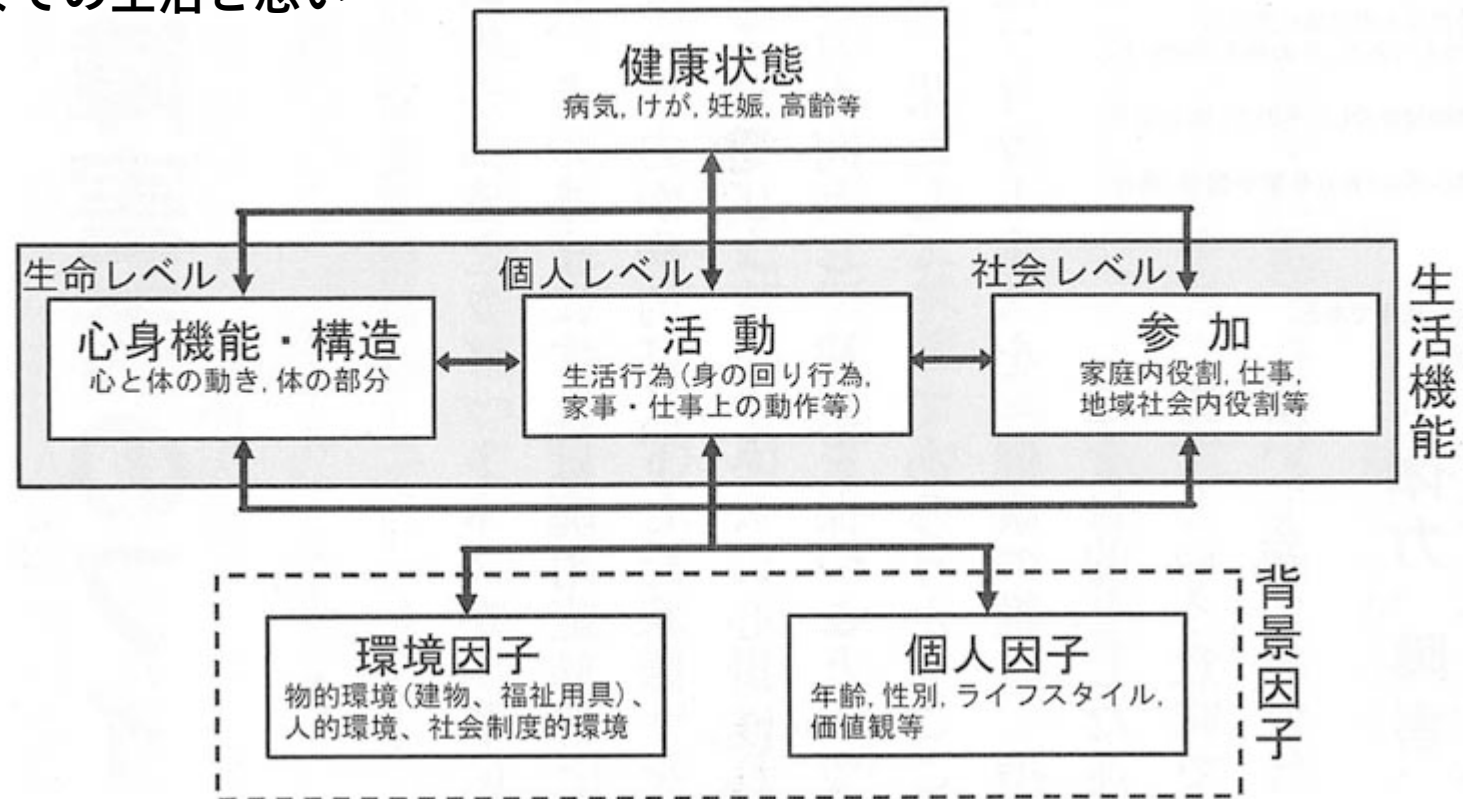 での生活と思い
健康状態
病気, けが, 妊娠, 高齢等
生命レベル
個人レベル
社会レベル
生活機能
心身機能・構造
心と体の動き, 体の部分
活 動
生活行為(身の回り行為,
家事・仕事上の動作等)
参 加
家庭内役割, 仕事,
地域社会内役割等
背景因子
環境因子
物的環境(建物、福祉用具)、
人的環境、社会制度的環境
個人因子
年齢, 性別, ライフスタイル,
価値観等